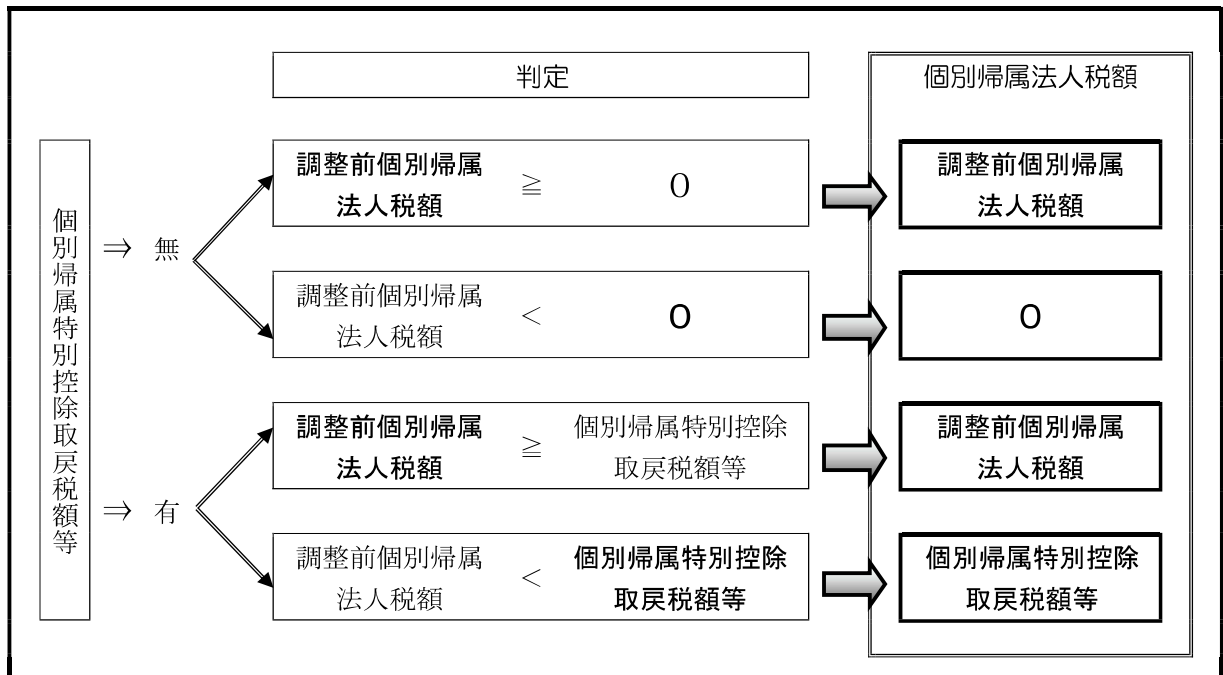 判定
個別帰属法人税額
個別帰属特別控除取戻税額等
⇒ 無
調整前個別帰属
法人税額
≧
0
調整前個別帰属
法人税額
調整前個別帰属
法人税額
<
0
0
⇒ 有
調整前個別帰属
法人税額
≧
個別帰属特別控除
取戻税額等
調整前個別帰属
法人税額
調整前個別帰属
法人税額
<
個別帰属特別控除
取戻税額等
個別帰属特別控除
取戻税額等